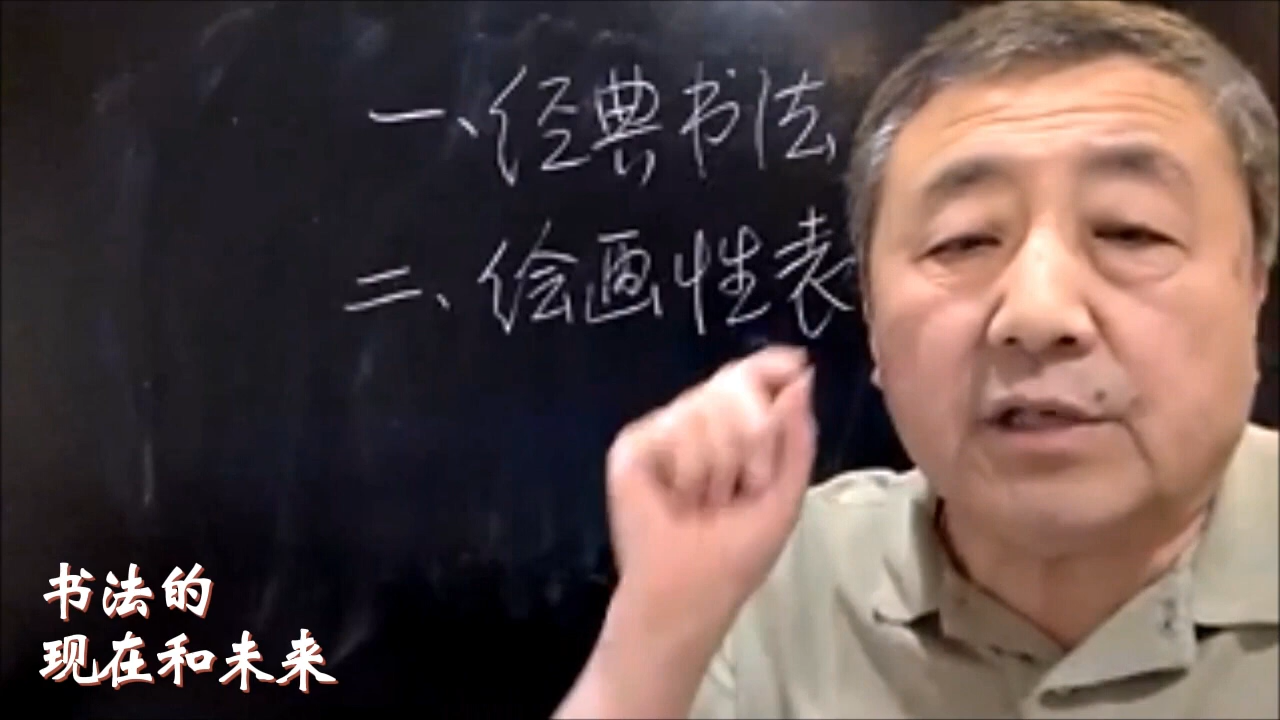 一、经典书法
二、绘画性表
书法的
现在和未来